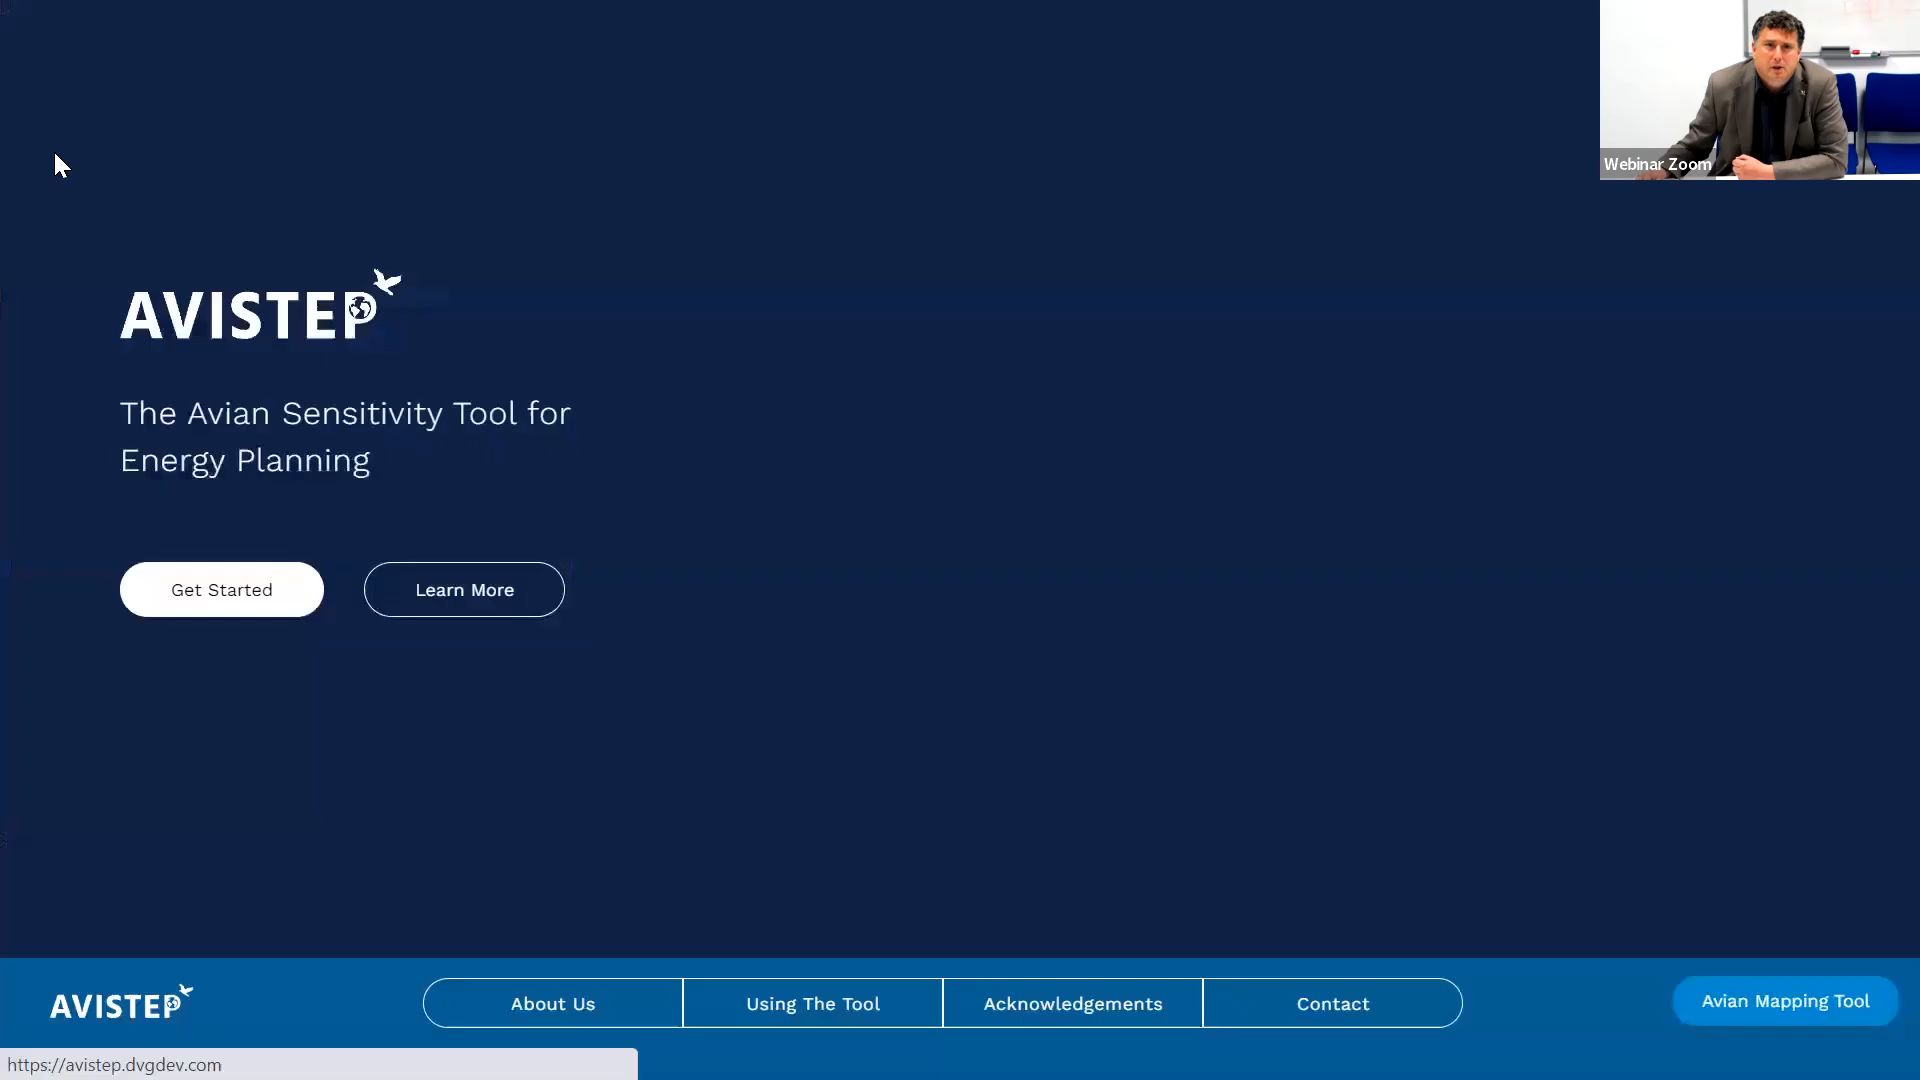 Webinar Zoom
AVISTEP
The Avian Sensitivity Tool for
Energy Planning
Get Started
Learn More
AVISTEP
About Us
Using The Tool
Acknowledgements
Contact
Avian Mapping Tool
https://avistep.dvgdev.com